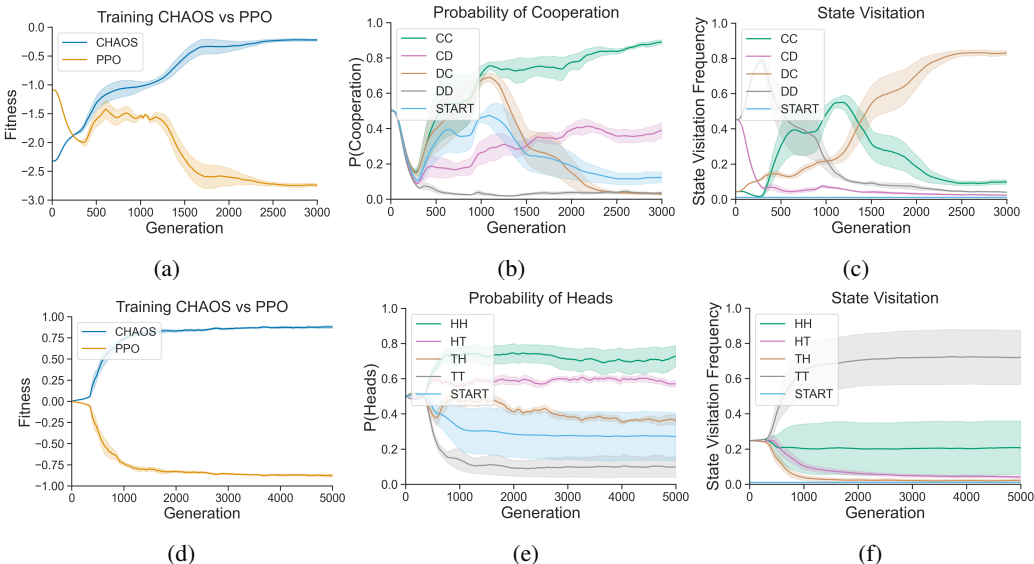 Training CHAOS vs PPO
CHAOS
PPO
Fitness
0.0
−0.5
−1.0
−1.5
−2.0
−2.5
−3.0
0 500 1000 1500 2000 2500 3000
Generation
(a)
Probability of Cooperation
CC
CD
DC
DD
START
P(Cooperation)
1.0
0.8
0.6
0.4
0.2
0.0
0 500 1000 1500 2000 2500 3000
Generation
(b)
State Visitation
CC
CD
DC
DD
START
State Visitation Frequency
1.0
0.8
0.6
0.4
0.2
0.0
0 500 1000 1500 2000 2500 3000
Generation
(c)
Training CHAOS vs PPO
CHAOS
PPO
Fitness
1.00
0.75
0.50
0.25
0.00
−0.25
−0.50
−0.75
−1.00
0 1000 2000 3000 4000 5000
Generation
(d)
Probability of Heads
HH
HT
TH
TT
START
P(Heads)
1.0
0.8
0.6
0.4
0.2
0.0
0 1000 2000 3000 4000 5000
Generation
(e)
State Visitation
HH
HT
TH
TT
START
State Visitation Frequency
1.0
0.8
0.6
0.4
0.2
0.0
0 1000 2000 3000 4000 5000
Generation
(f)